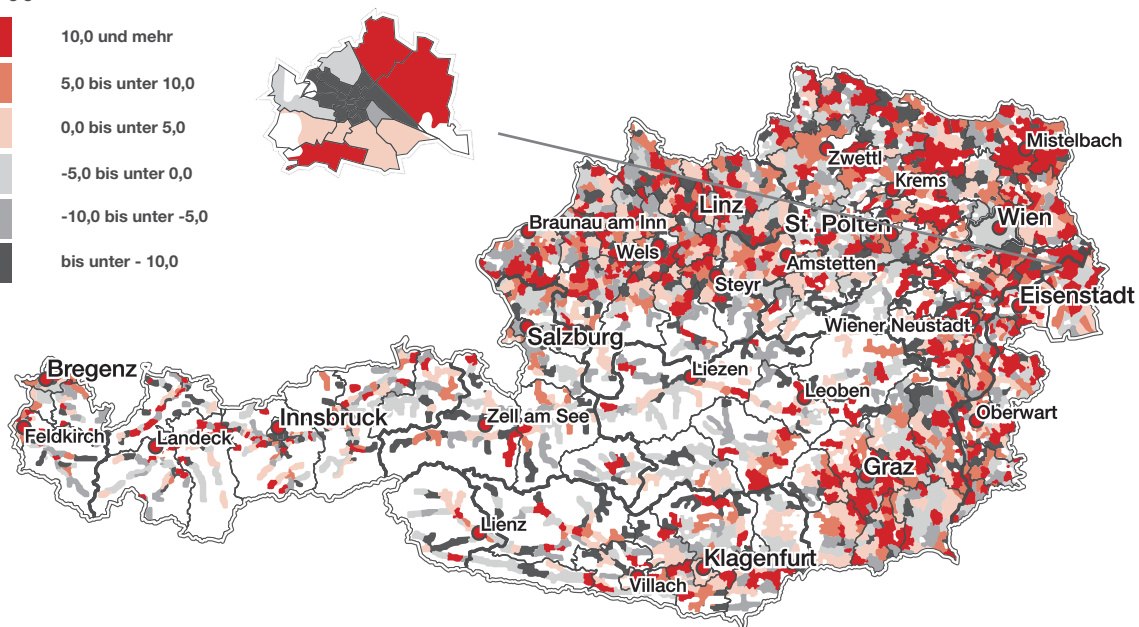 10,0 und mehr
5,0 bis unter 10,0
0,0 bis unter 5,0
-5,0 bis unter 0,0
-10,0 bis unter -5,0
bis unter - 10,0
Mistelbach
Zwettl
Krems
Linz
Wien
Braunau am Inn
St. Pölten
Wels
Amstetten
Steyr
Eisenstadt
Salzburg
Wiener Neustadt
Bregenz
Liezen
Leoben
Innsbruck
Zell am See
Oberwart
Feldkirch
Landeck
Graz
Lienz
Klagenfurt
Villach